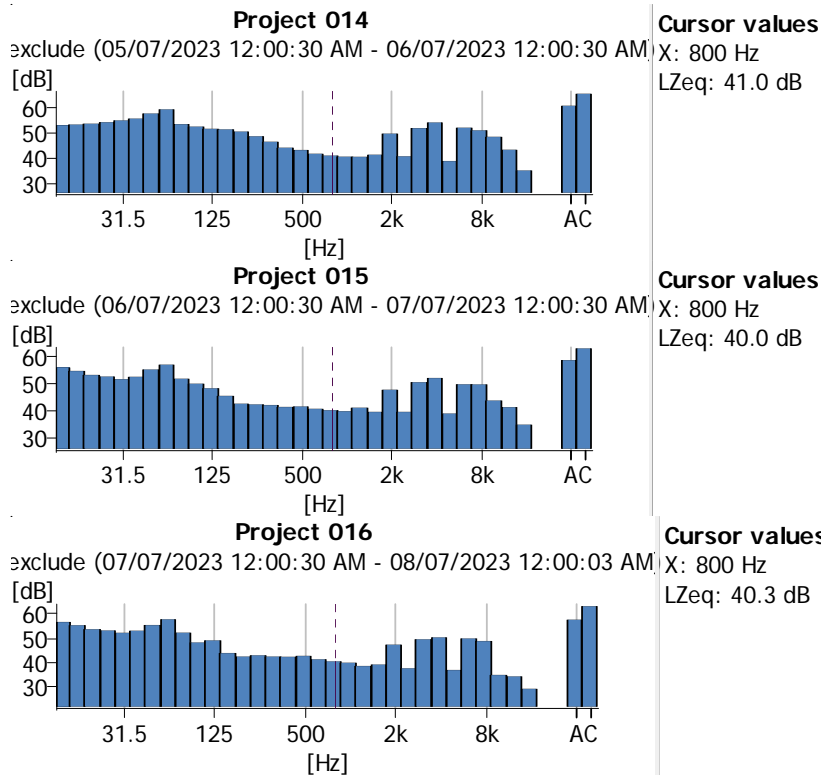 Project 014
exclude (05/07/2023 12:00:30 AM - 06/07/2023 12:00:30 AM)
[dB]
60
50
40
30
31.5 125 500 2k 8k AC
[Hz]
Cursor values
X: 800 Hz
LZeq: 41.0 dB
Project 015
exclude (06/07/2023 12:00:30 AM - 07/07/2023 12:00:30 AM)
[dB]
60
50
40
30
31.5 125 500 2k 8k AC
[Hz]
Cursor values
X: 800 Hz
LZeq: 40.0 dB
Project 016
exclude (07/07/2023 12:00:30 AM - 08/07/2023 12:00:03 AM)
[dB]
60
50
40
30
31.5 125 500 2k 8k AC
[Hz]
Cursor values
X: 800 Hz
LZeq: 40.3 dB